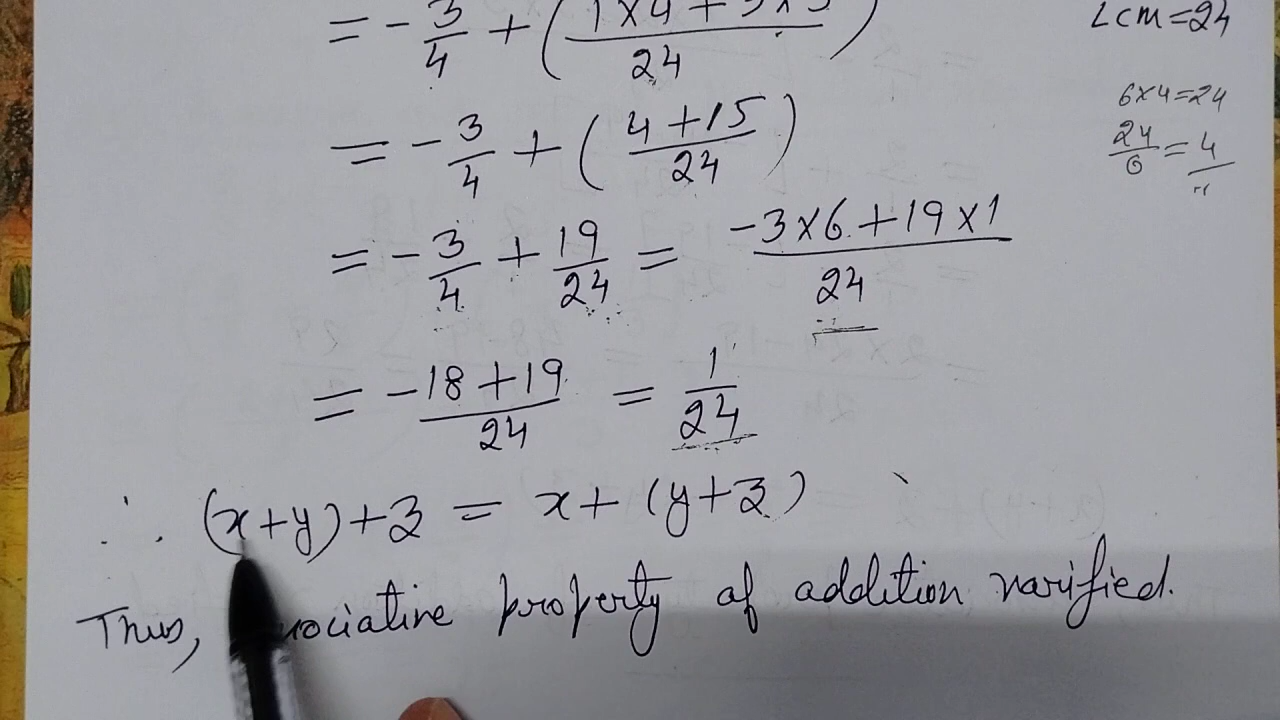 = - 3/4 + ( 1×4+3×5 / 24 )
LCM = 24
6×4=24
24/6 = 4
= - 3/4 + ( 4+15 / 24 )
= - 3/4 + 19/24 = -3×6+19×1 / 24
= -18+19 / 24 = 1/24
∴ (x+y)+z = x+(y+z)
Thus, property of addition varified.